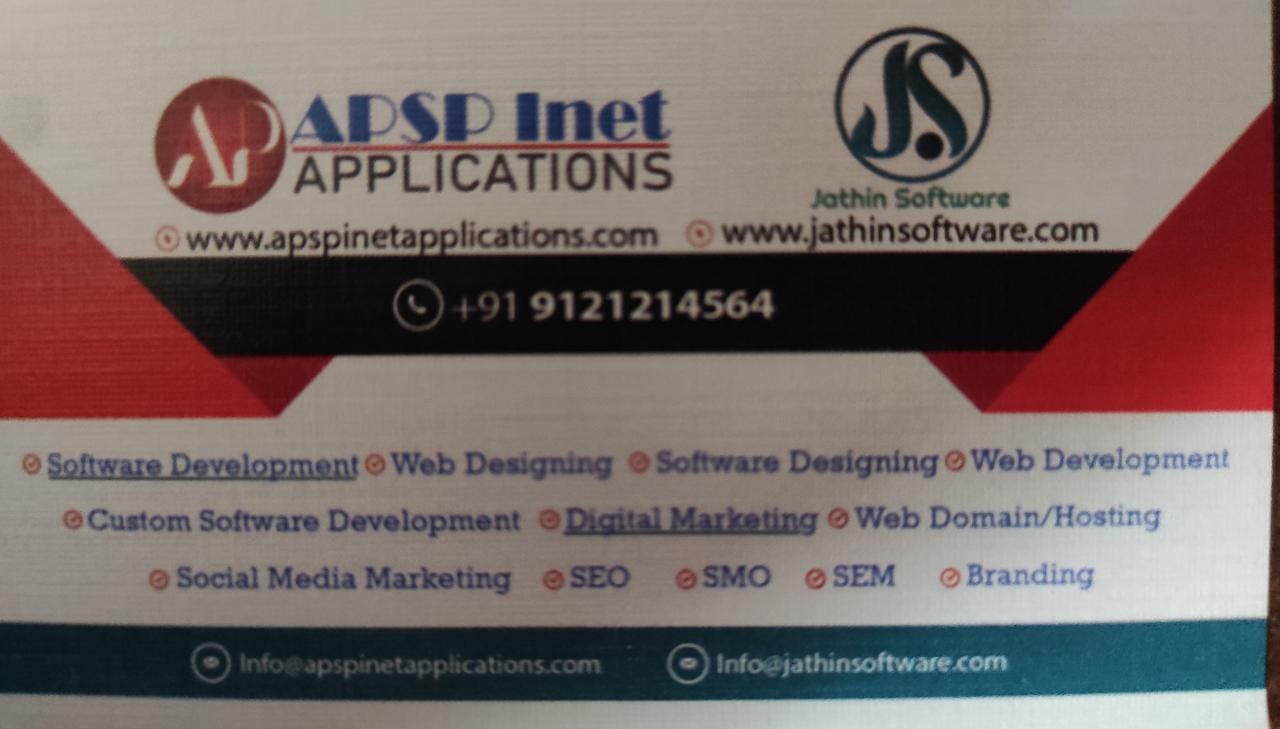 AP APSP Inet
APPLICATIONS
JS
Jathin Software
www.apspinetapplications.com www.jathinsoftware.com
+91 9121214564
Software Development Web Designing Software Designing Web Development
Custom Software Development Digital Marketing Web Domain/Hosting
Social Media Marketing SEO SMO SEM Branding
Info@apspinetapplications.com Info@jathinsoftware.com